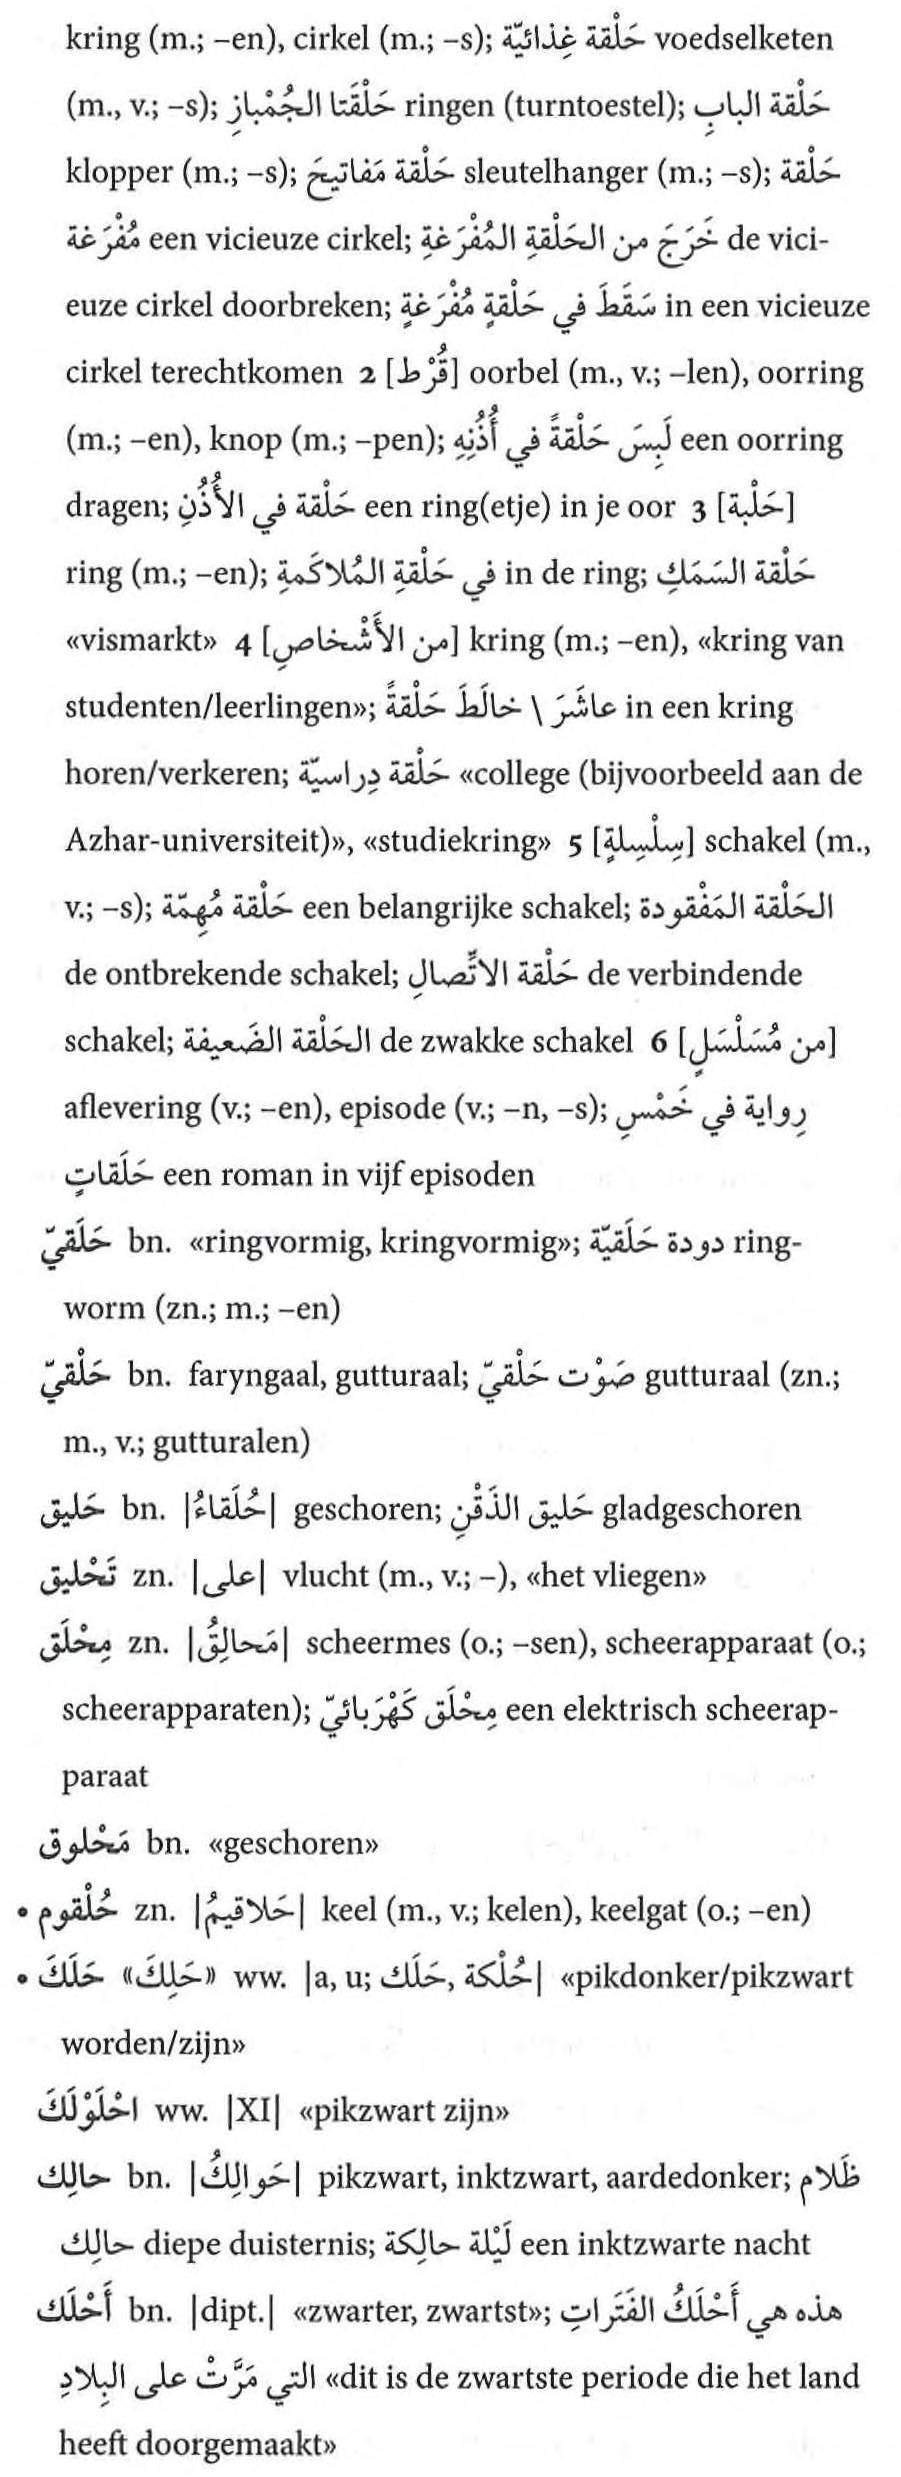 kring (m.; –en), cirkel (m.; –s); حَلْقة غِذائيّة voedselketen
(m., v.; –s); حَلْقَتا الجُمْبازِ ringen (turntoestel); حَلْقة البابِ
klopper (m.; –s); حَلْقة مَفاتيحَ sleutelhanger (m.; –s); حَلْقة
مُفْرَغة een vicieuze cirkel; خَرَجَ من الحَلْقةِ المُفْرَغةِ de vici-
euze cirkel doorbreken; سَقَطَ في حَلْقةٍ مُفْرَغةٍ in een vicieuze
cirkel terechtkomen 2 [قُرْط] oorbel (m., v.; –len), oorring
(m.; –en), knop (m.; –pen); لَبِسَ حَلْقةً في أُذُنِهِ een oorring
dragen; حَلْقة في الأُذُنِ een ring(etje) in je oor 3 [حَلْبة]
ring (m.; –en); في حَلْقةِ المُلاكَمةِ in de ring; حَلْقة السَمَكِ
«vismarkt» 4 [من الأَشْخاصِ] kring (m.; –en), «kring van
studenten/leerlingen»; عاشَرَ \ خالَطَ حَلْقةً in een kring
horen/verkeren; حَلْقة دِراسيّة «college (bijvoorbeeld aan de
Azhar-universiteit)», «studiekring» 5 [سِلْسِلةٍ] schakel (m.,
v.; –s); حَلْقة مُهِمّة een belangrijke schakel; الحَلْقة المَفْقودة
de ontbrekende schakel; حَلْقة الاتِّصالِ de verbindende
schakel; الحَلْقة الضَعيفة de zwakke schakel 6 [من مُسَلْسَلٍ]
aflevering (v.; –en), episode (v.; –n, –s); رِواية في خَمْسِ
حَلَقاتٍ een roman in vijf episoden
حَلَقيّ bn. «ringvormig, kringvormig»; دودة حَلَقيّة ring-
worm (zn.; m.; –en)
حَلْقيّ bn. faryngaal, gutturaal; صَوْت حَلْقيّ gutturaal (zn.;
m., v.; gutturalen)
حَليق bn. |حُلَقاءُ| geschoren; حَليق الذَقْنِ gladgeschoren
تَحْليق zn. |على| vlucht (m., v.; –), «het vliegen»
مِحْلَق zn. |مَحالِقُ| scheermes (o.; –sen), scheerapparaat (o.;
scheerapparaten); مِحْلَق كَهْرَبائيّ een elektrisch scheerap-
paraat
مَحْلوق bn. «geschoren»
• حُلْقوم zn. |حَلاقيمُ| keel (m., v.; kelen), keelgat (o.; –en)
• حَلَكَ «حَلِكَ» ww. |a, u; حُلْكة, حَلَك| «pikdonker/pikzwart
worden/zijn»
احْلَوْلَكَ ww. |XI| «pikzwart zijn»
حالِك bn. |حَوالِكُ| pikzwart, inktzwart, aardedonker; ظَلام
حالِك diepe duisternis; لَيْلة حالِكة een inktzwarte nacht
أَحْلَك bn. |dipt.| «zwarter, zwartst»; هذه هي أَحْلَكُ الفَتَراتِ
التي مَرَّتْ على البِلادِ «dit is de zwartste periode die het land
heeft doorgemaakt»